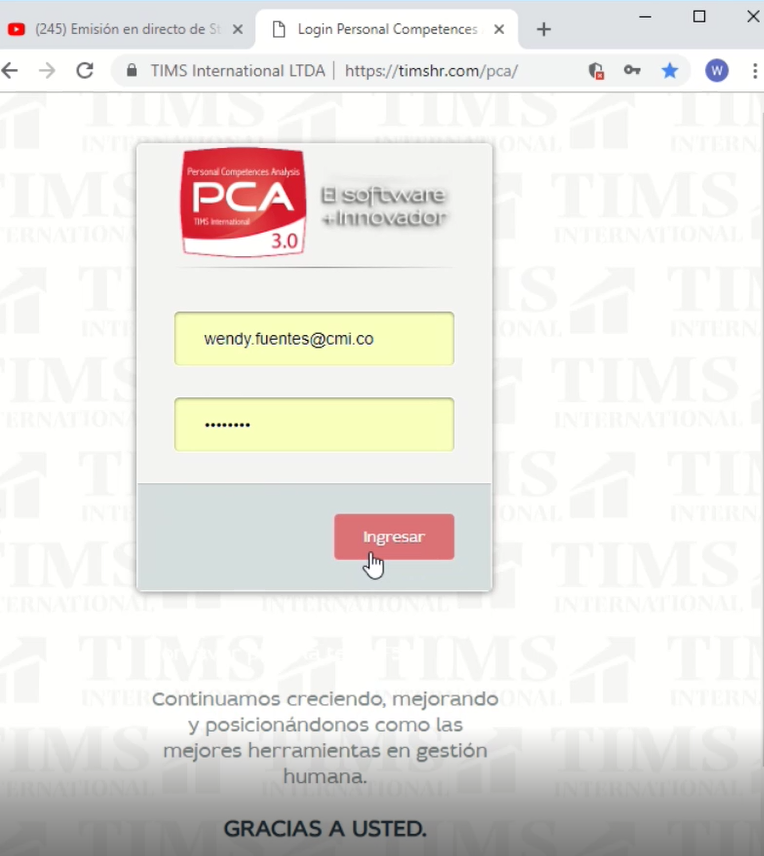 (245) Emisión en directo de St
Login Personal Competences
TIMS International LTDA | https://timshr.com/pca/
W
Personal Competences Analysis
PCA
TIMS International
3.0
El software
+Innovador
wendy.fuentes@cmi.co
••••••••
Ingresar
Continuamos creciendo, mejorando
y posicionándonos como las
mejores herramientas en gestión
humana.
GRACIAS A USTED.
TIMS
INTERNATIONAL